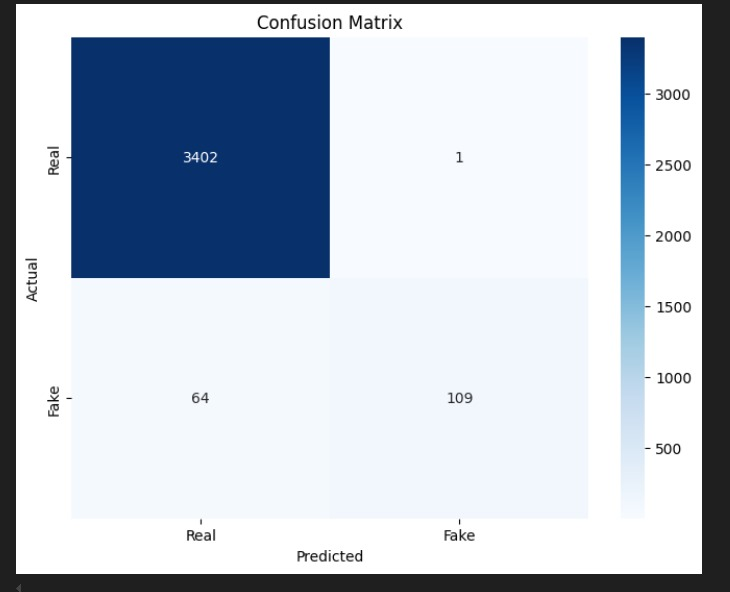 Confusion Matrix
Actual
Real
3402
1
Fake
64
109
Real
Fake
Predicted
3000
2500
2000
1500
1000
500